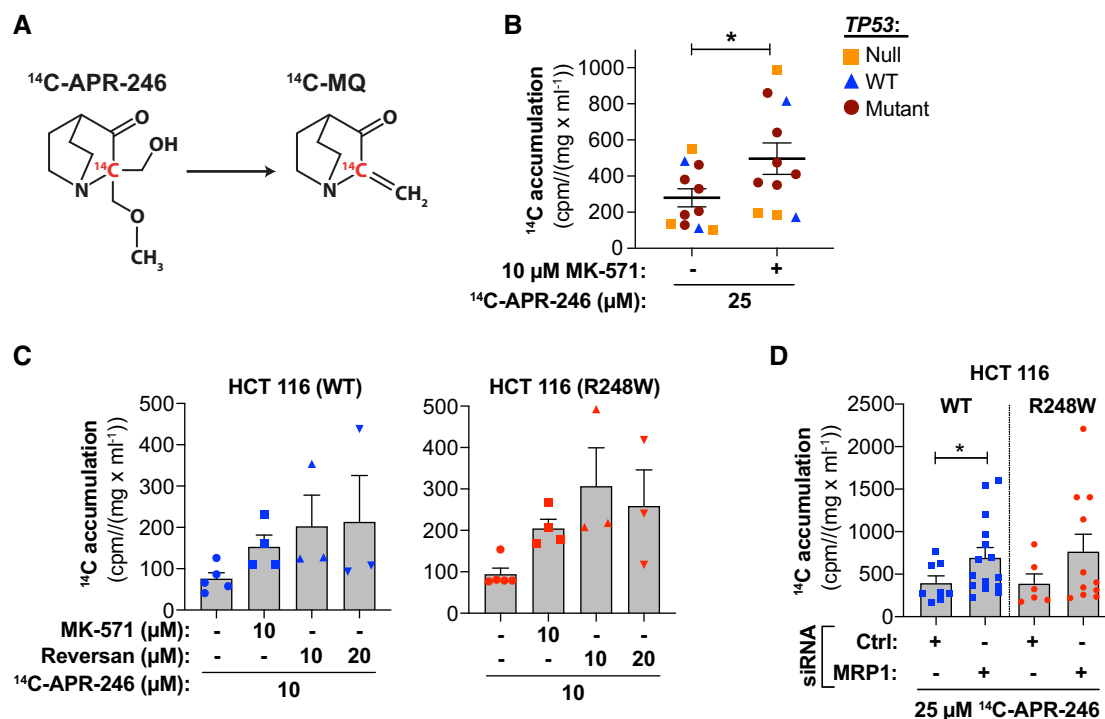 A
¹⁴C-APR-246
¹⁴C-MQ
O
OH
¹⁴C
N
O
CH₃
O
¹⁴C
N
CH₂
B
TP53:
Null
WT
Mutant
*
¹⁴C accumulation
(cpm//(mg x ml⁻¹))
1000
800
600
400
200
0
10 µM MK-571: - +
¹⁴C-APR-246 (µM): 25
C
HCT 116 (WT)
¹⁴C accumulation
(cpm//(mg x ml⁻¹))
500
400
300
200
100
0
MK-571 (µM): - 10 - -
Reversan (µM): - - 10 20
¹⁴C-APR-246 (µM): 10
HCT 116 (R248W)
500
400
300
200
100
0
- 10 - -
- - 10 20
10
D
HCT 116
WT R248W
*
¹⁴C accumulation
(cpm//(mg x ml⁻¹))
2500
2000
1500
1000
500
0
siRNA
Ctrl: + - + -
MRP1: - + - +
25 µM ¹⁴C-APR-246